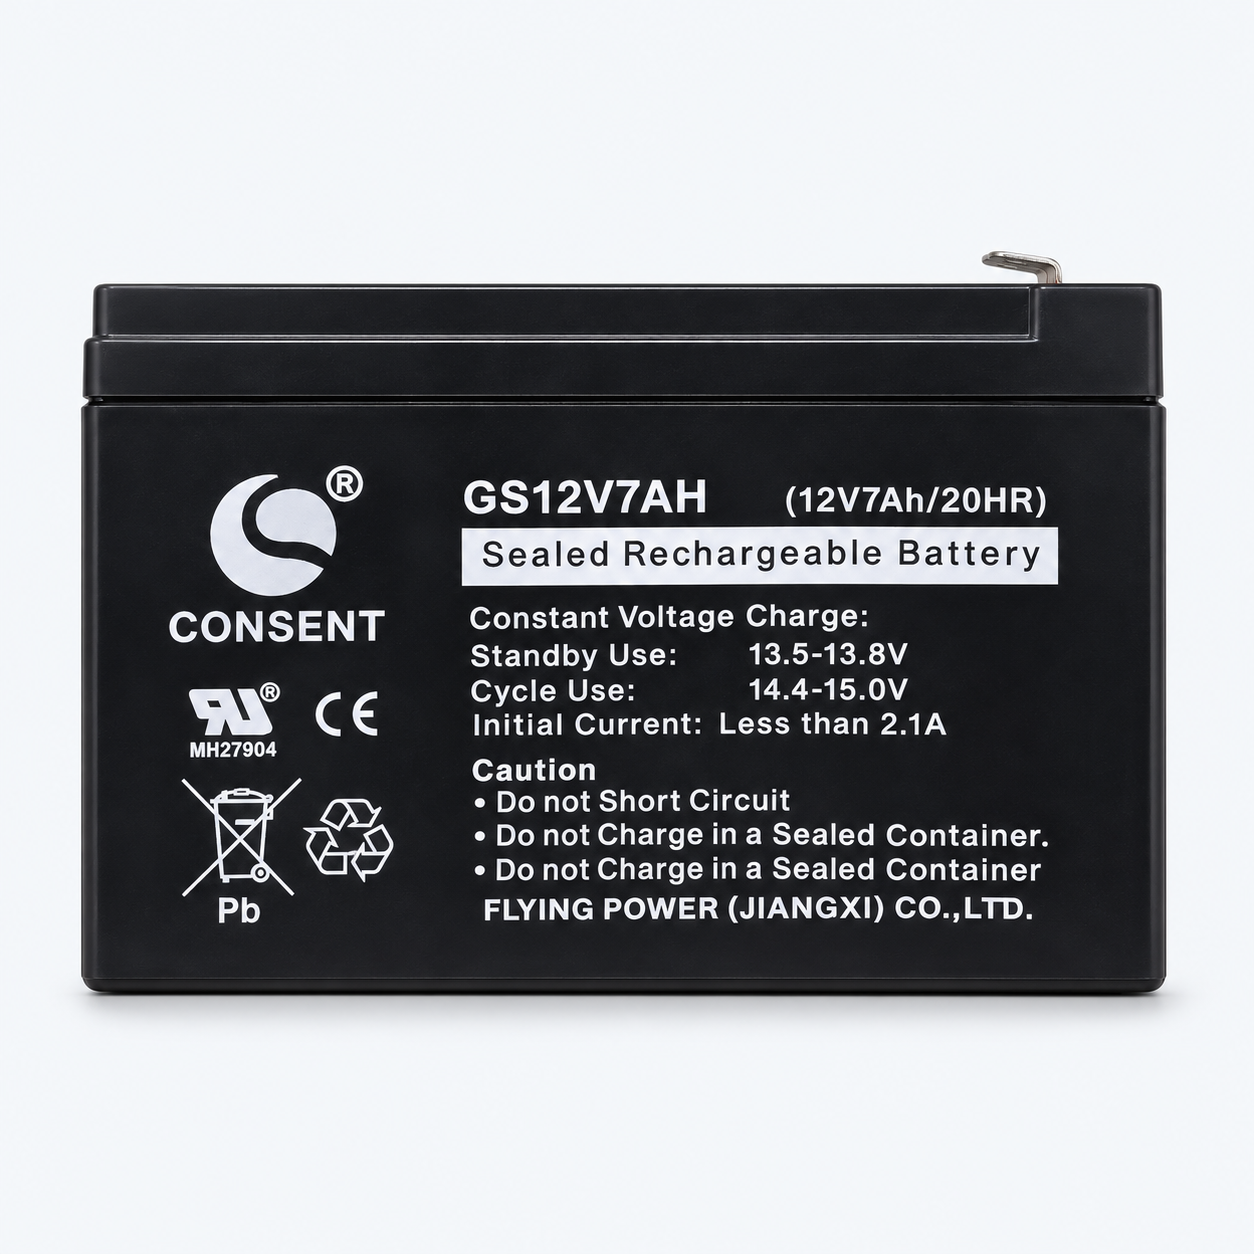 ®
CONSENT
GS12V7AH (12V7Ah/20HR)
Sealed Rechargeable Battery
Constant Voltage Charge:
Standby Use: 13.5-13.8V
Cycle Use: 14.4-15.0V
Initial Current: Less than 2.1A
Caution
• Do not Short Circuit
• Do not Charge in a Sealed Container.
• Do not Charge in a Sealed Container
FLYING POWER (JIANGXI) CO.,LTD.
RU® CE
MH27904
Pb